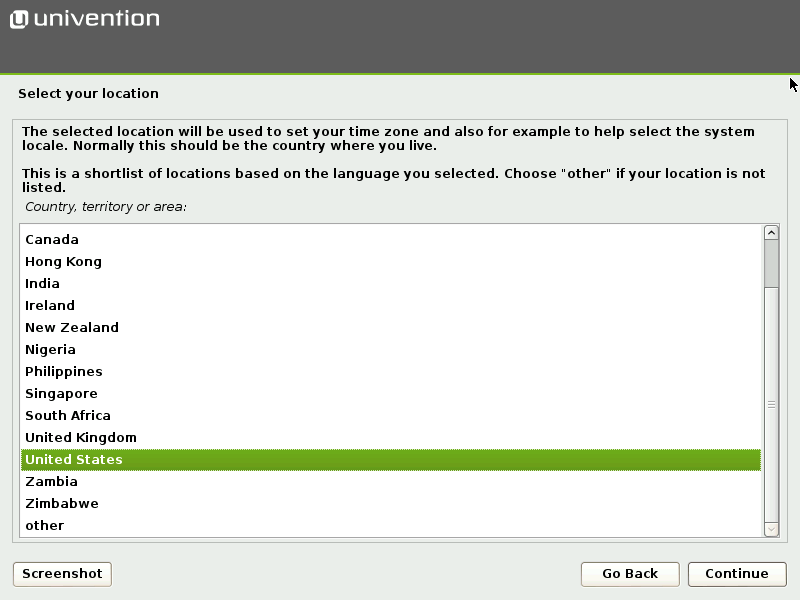 univention
Select your location
The selected location will be used to set your time zone and also for example to help select the system
locale. Normally this should be the country where you live.
This is a shortlist of locations based on the language you selected. Choose "other" if your location is not
listed.
Country, territory or area:
Canada
Hong Kong
India
Ireland
New Zealand
Nigeria
Philippines
Singapore
South Africa
United Kingdom
United States
Zambia
Zimbabwe
other
Screenshot
Go Back
Continue